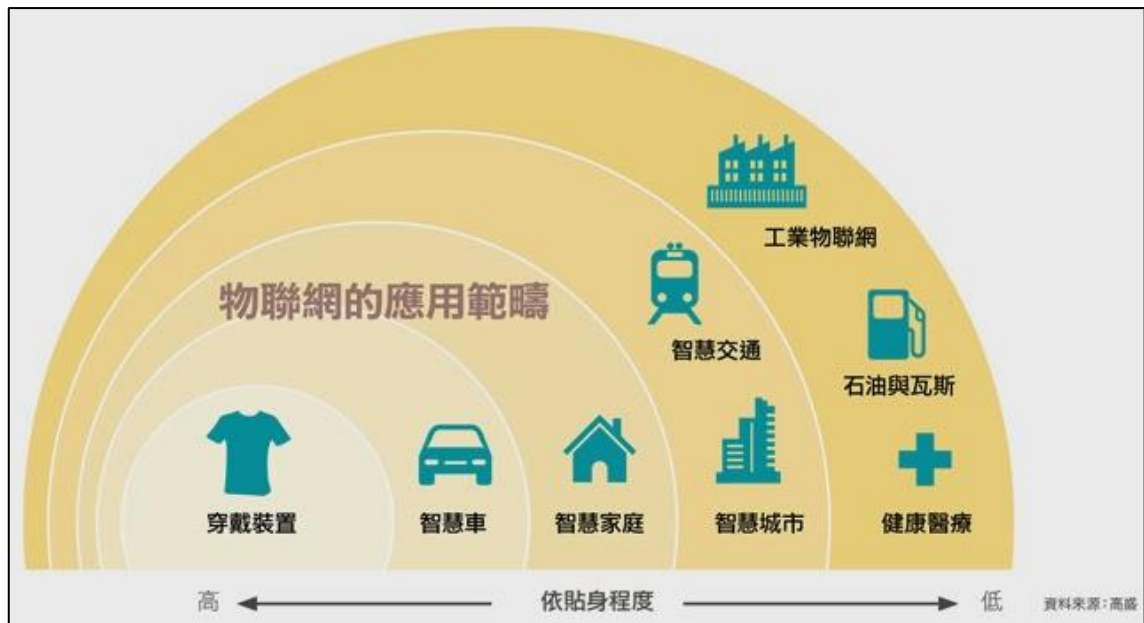 工業物聯網
物聯網的應用範疇
智慧交通
石油與瓦斯
穿戴裝置
智慧車
智慧家庭
智慧城市
健康醫療
高
依貼身程度
低
資料來源：高盛